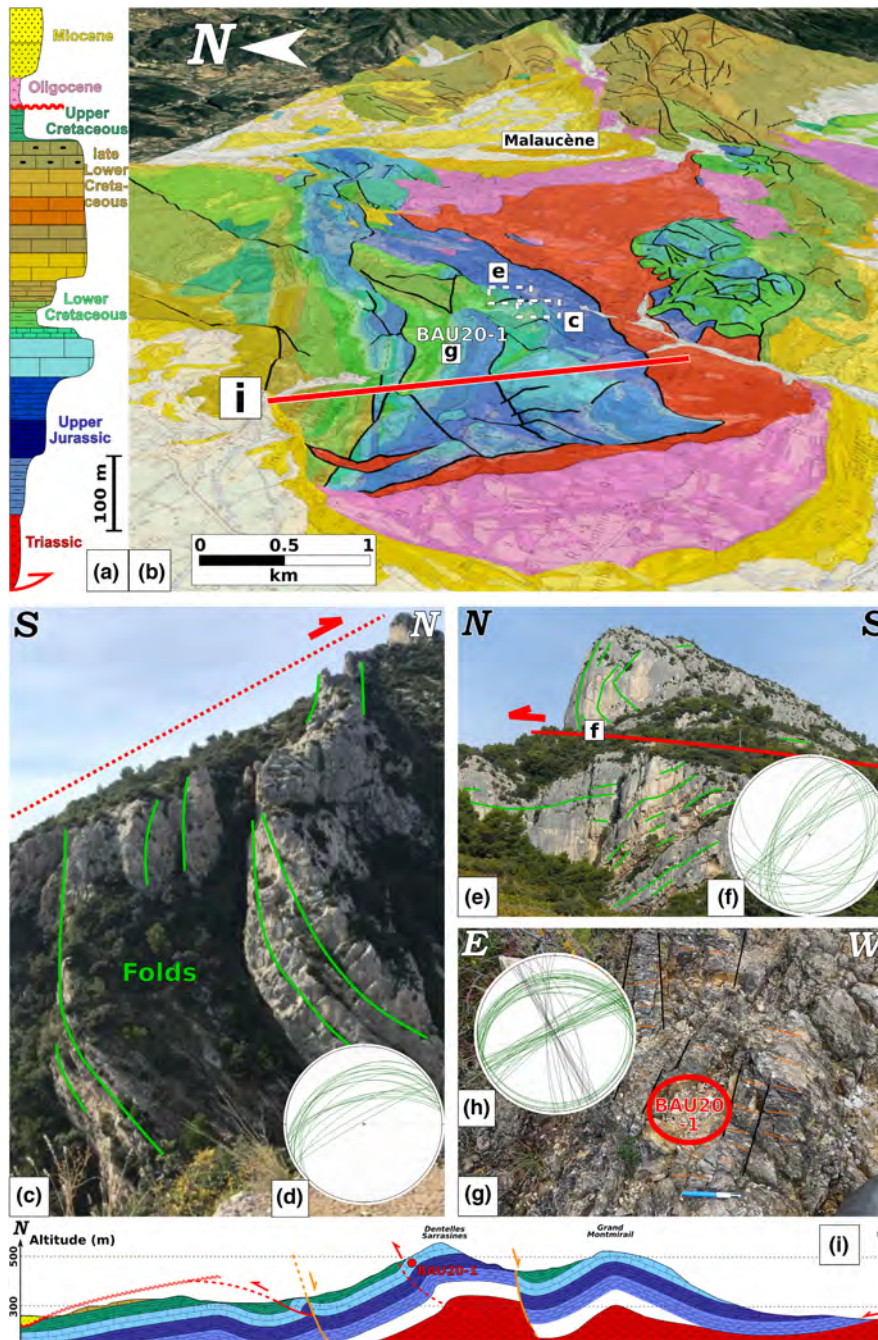 Miocene
Oligocene
Upper
Cretaceous
late
Lower
Creta-
ceous
Lower
Cretaceous
Upper
Jurassic
100 m
Triassic
(a)
(b)
N
Malaucène
e
c
BAU20-1
g
i
0 0.5 1
km
S N
Folds
(c)
(d)
N S
f
(e)
(f)
E W
(h)
BAU20
-1
(g)
N
Altitude (m)
500
300
Dentelles
Sarrasines
Grand
Montmirail
BAU20-1
(i)